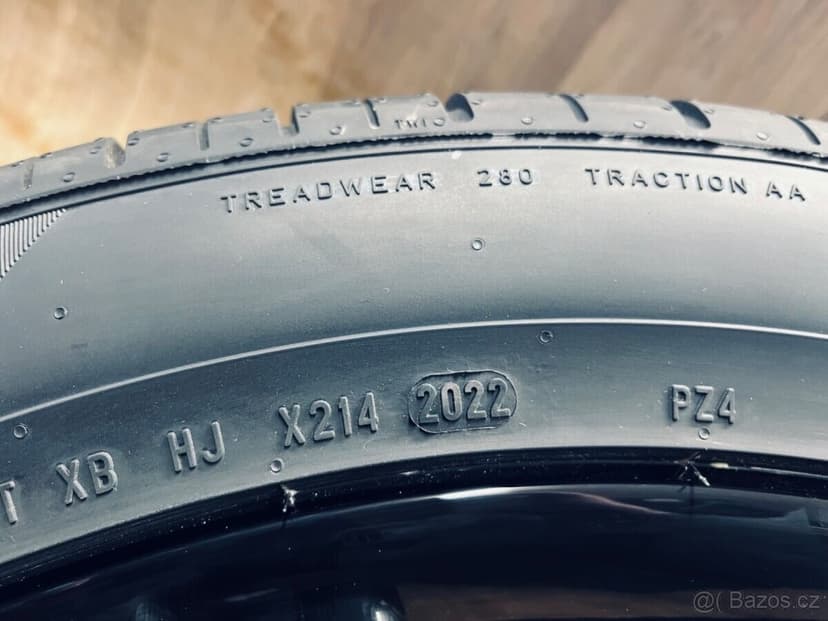 TWI
TREADWEAR 280 TRACTION AA
T XB HJ X214 2022 PZ4
@( Bazos.cz